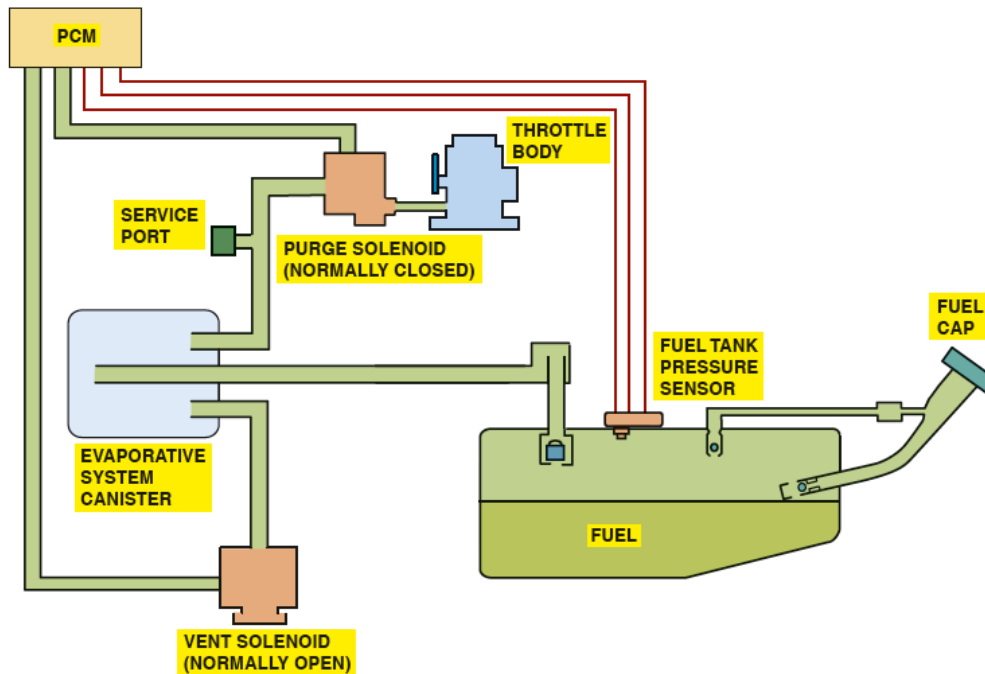 PCM
THROTTLE
BODY
SERVICE
PORT
PURGE SOLENOID
(NORMALLY CLOSED)
FUEL
CAP
FUEL TANK
PRESSURE
SENSOR
EVAPORATIVE
SYSTEM
CANISTER
FUEL
VENT SOLENOID
(NORMALLY OPEN)